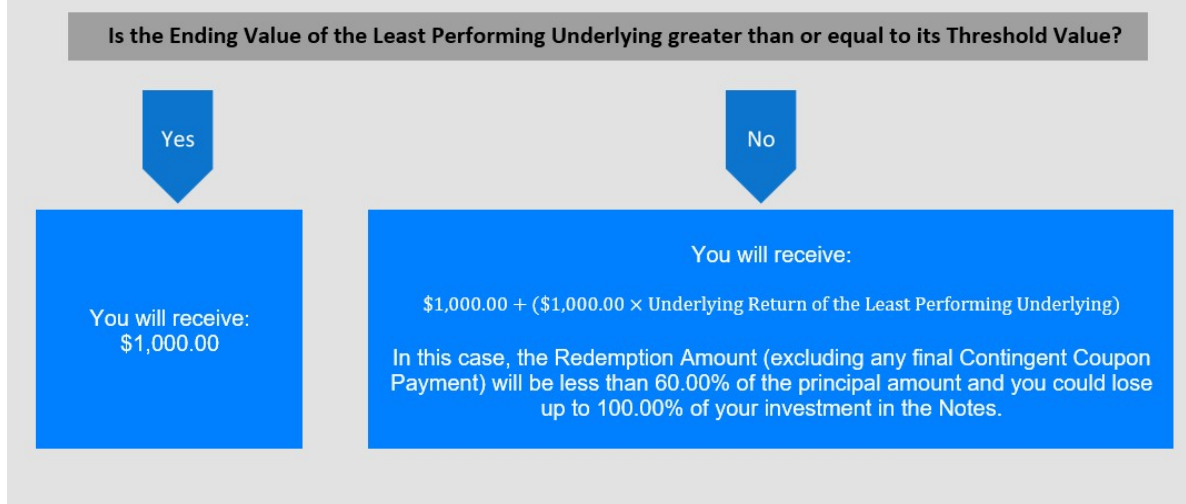 Is the Ending Value of the Least Performing Underlying greater than or equal to its Threshold Value?
Yes
No
You will receive:
$1,000.00
You will receive:
$1,000.00 + ($1,000.00 × Underlying Return of the Least Performing Underlying)
In this case, the Redemption Amount (excluding any final Contingent Coupon
Payment) will be less than 60.00% of the principal amount and you could lose
up to 100.00% of your investment in the Notes.